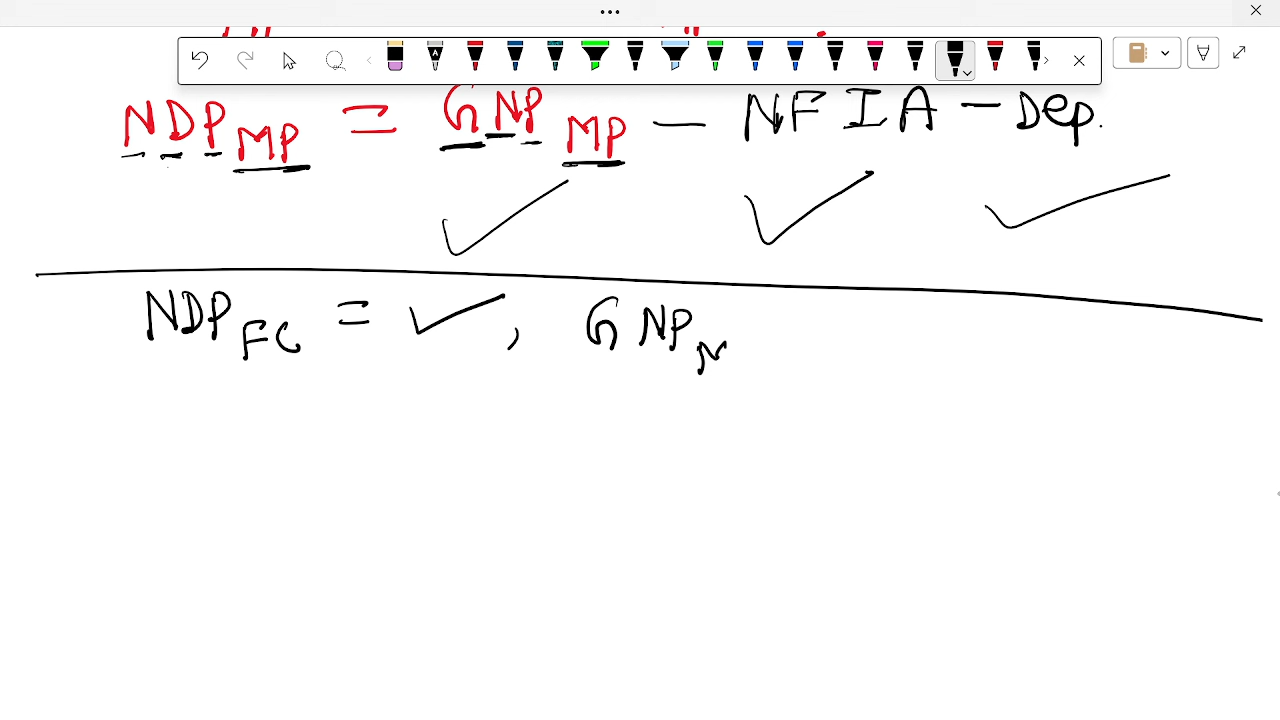 NDP MP = GNP MP - NFIA - Dep.
NDP FC = ✓, GNP M